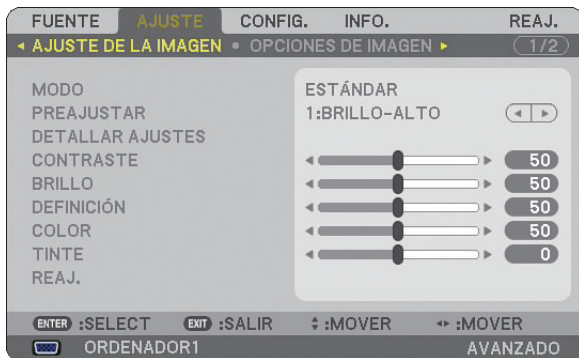 FUENTE AJUSTE CONFIG. INFO. REAJ.
AJUSTE DE LA IMAGEN OPCIONES DE IMAGEN 1/2
MODO ESTÁNDAR
PREAJUSTAR 1:BRILLO-ALTO
DETALLAR AJUSTES
CONTRASTE 50
BRILLO 50
DEFINICIÓN 50
COLOR 50
TINTE 0
REAJ.
ENTER :SELECT EXIT :SALIR :MOVER :MOVER
ORDENADOR1 AVANZADO